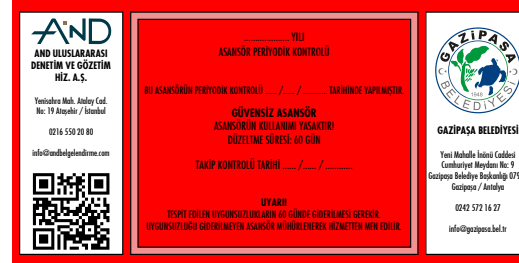 AND
AND ULUSLARARASI
DENETİM VE GÖZETİM
HİZ. A.Ş.
Yenisahra Mah. Atalay Cad.
No: 19 Ataşehir / İstanbul
0216 550 20 80
info@andbelgelendirme.com
.................... YILI
ASANSÖR PERİYODİK KONTROLÜ
BU ASANSÖRÜN PERİYODİK KONTROLÜ ....../...... / ............ TARİHİNDE YAPILMIŞTIR.
GÜVENSİZ ASANSÖR
ASANSÖRÜN KULLANIMI YASAKTIR!
DÜZELTME SÜRESİ: 60 GÜN
TAKİP KONTROLÜ TARİHİ ...... /...... / ............
UYARI!
TESPİT EDİLEN UYGUNSUZLUKLARIN 60 GÜNDE GİDERİLMESİ GEREKİR.
UYGUNSUZLUĞU GİDERİLMEYEN ASANSÖR MÜHÜRLENEREK HİZMETTEN MEN EDİLİR.
GAZİPAŞA
1946
BELEDİYESİ
GAZİPAŞA BELEDİYESİ
Yeni Mahalle İnönü Caddesi
Cumhuriyet Meydanı No: 9
Gazipaşa Belediye Başkanlığı 079
Gazipaşa / Antalya
0242 572 16 27
info@gazipasa.bel.tr